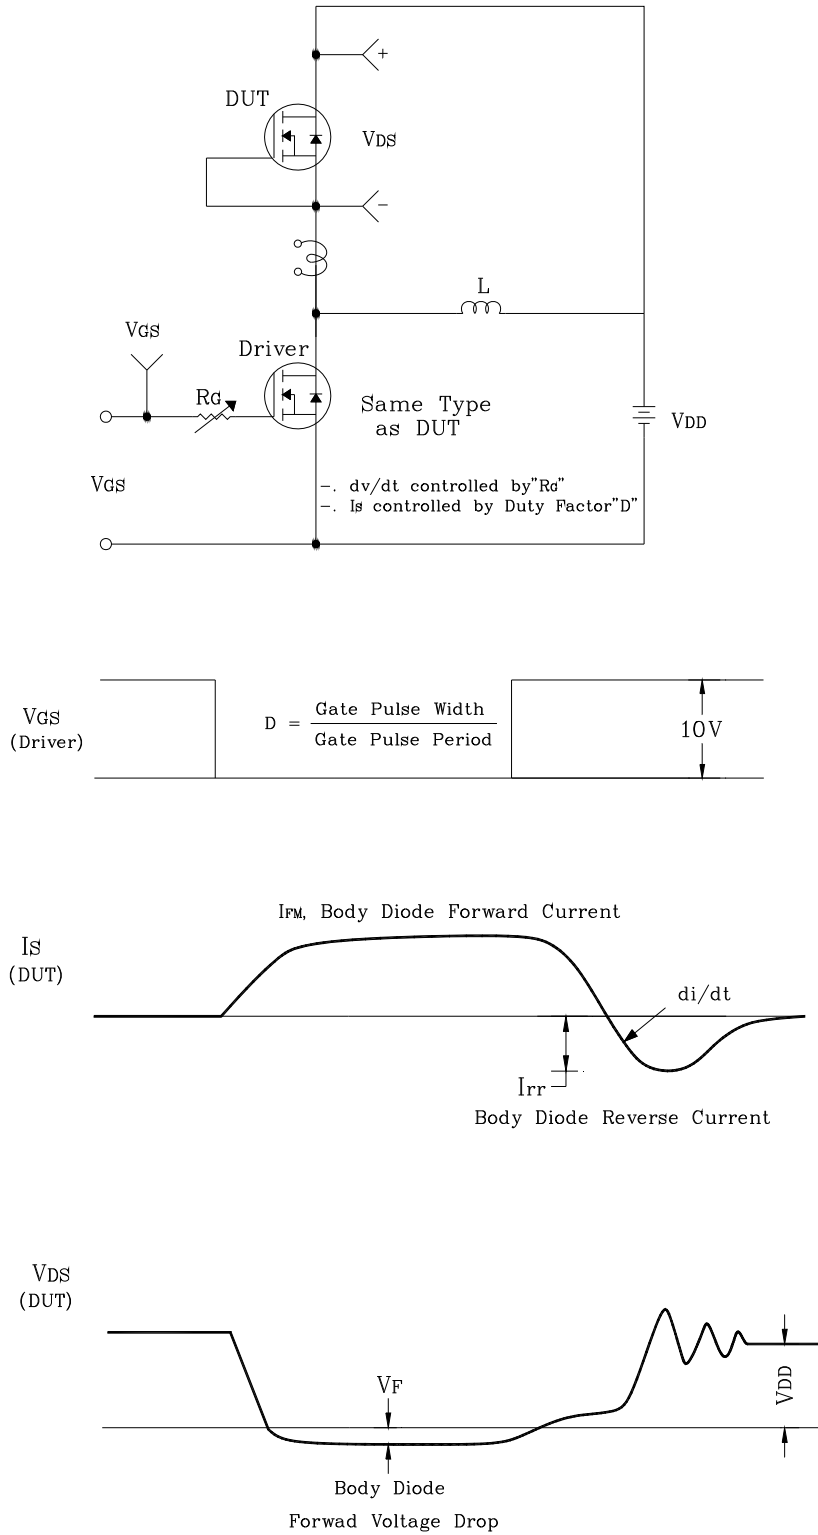 +
DUT
VDS
-
L
VGS
Driver
RG
Same Type
as DUT
VDD
VGS
-. dv/dt controlled by"RG"
-. Is controlled by Duty Factor"D"
VGS
(Driver)
D = Gate Pulse Width
Gate Pulse Period
10V
IFM, Body Diode Forward Current
IS
(DUT)
di/dt
Irr
Body Diode Reverse Current
VDS
(DUT)
VF
VDD
Body Diode
Forwad Voltage Drop